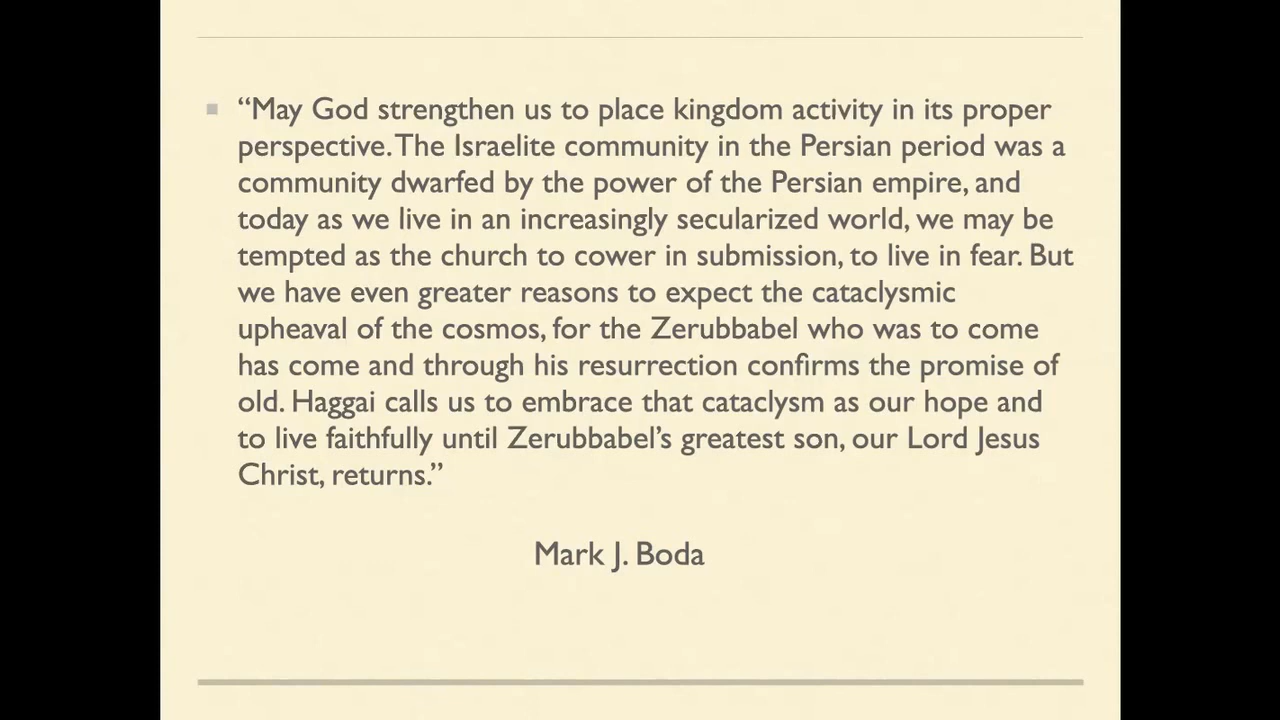 “May God strengthen us to place kingdom activity in its proper
perspective. The Israelite community in the Persian period was a
community dwarfed by the power of the Persian empire, and
today as we live in an increasingly secularized world, we may be
tempted as the church to cower in submission, to live in fear. But
we have even greater reasons to expect the cataclysmic
upheaval of the cosmos, for the Zerubbabel who was to come
has come and through his resurrection confirms the promise of
old. Haggai calls us to embrace that cataclysm as our hope and
to live faithfully until Zerubbabel’s greatest son, our Lord Jesus
Christ, returns.”
Mark J. Boda